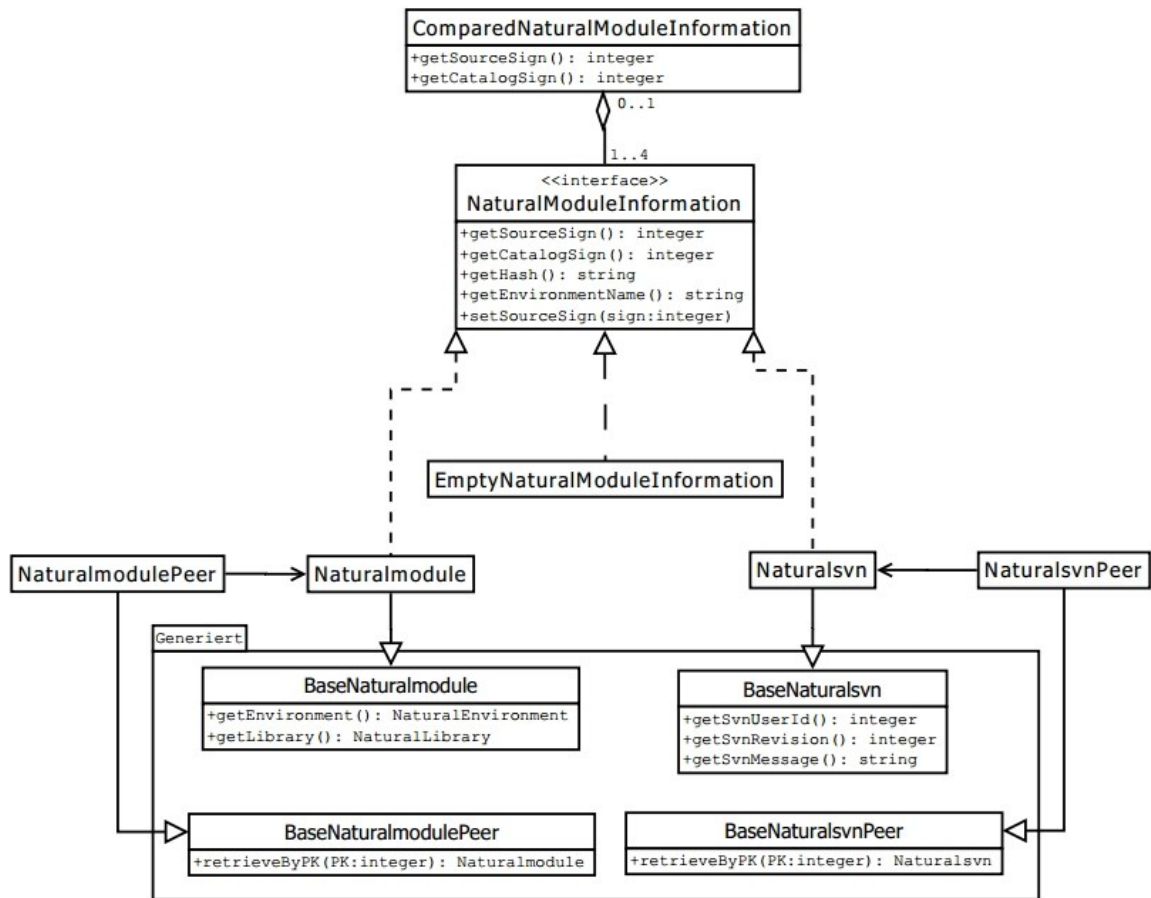 ComparedNaturalModuleInformation
+getSourceSign(): integer
+getCatalogSign(): integer
0..1
1..4
<<interface>>
NaturalModuleInformation
+getSourceSign(): integer
+getCatalogSign(): integer
+getHash(): string
+getEnvironmentName(): string
+setSourceSign(sign:integer)
EmptyNaturalModuleInformation
NaturalmodulePeer
Naturalmodule
Naturalsvn
NaturalsvnPeer
Generiert
BaseNaturalmodule
+getEnvironment(): NaturalEnvironment
+getLibrary(): NaturalLibrary
BaseNaturalsvn
+getSvnUserId(): integer
+getSvnRevision(): integer
+getSvnMessage(): string
BaseNaturalmodulePeer
+retrieveByPK(PK:integer): Naturalmodule
BaseNaturalsvnPeer
+retrieveByPK(PK:integer): Naturalsvn